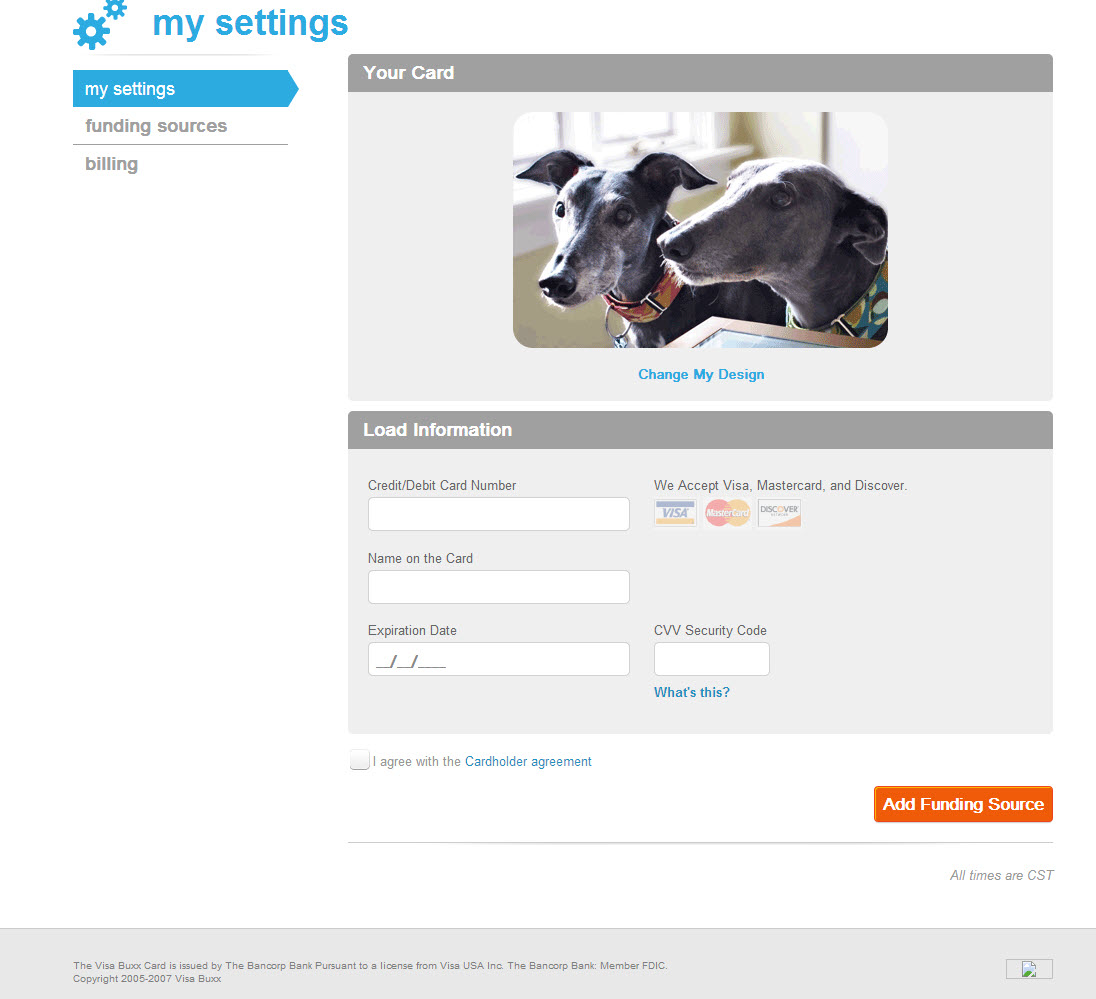 my settings
my settings
funding sources
billing
Your Card
Change My Design
Load Information
Credit/Debit Card Number
We Accept Visa, Mastercard, and Discover.
VISA MasterCard DISCOVER NETWORK
Name on the Card
Expiration Date
CVV Security Code
__/__/____
What's this?
I agree with the Cardholder agreement
Add Funding Source
All times are CST
The Visa Buxx Card is issued by The Bancorp Bank Pursuant to a license from Visa USA Inc. The Bancorp Bank: Member FDIC.
Copyright 2005-2007 Visa Buxx